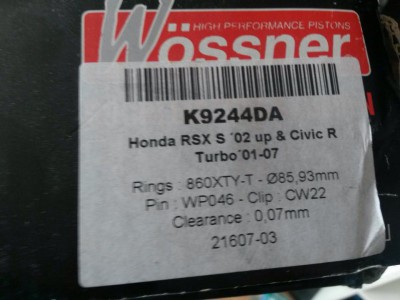 HIGH PERFORMANCE PISTONS
Wössner
K9244DA
Honda RSX S ´02 up & Civic R
Turbo´01-07
Rings : 860XTY-T - Ø85,93mm
Pin : WP046 - Clip : CW22
Clearance : 0,07mm
21607-03